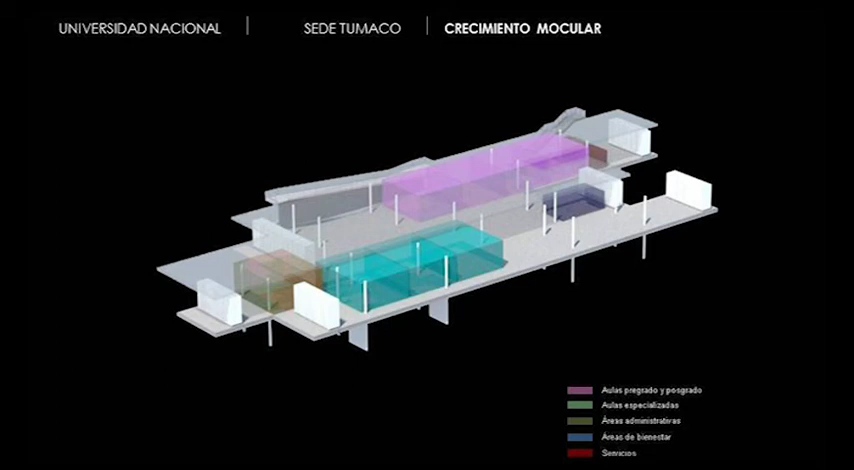 UNIVERSIDAD NACIONAL | SEDE TUMACO | CRECIMIENTO MOCULAR
Aulas pregrado y posgrado
Aulas especializadas
Áreas administrativas
Áreas de bienestar
Servicios